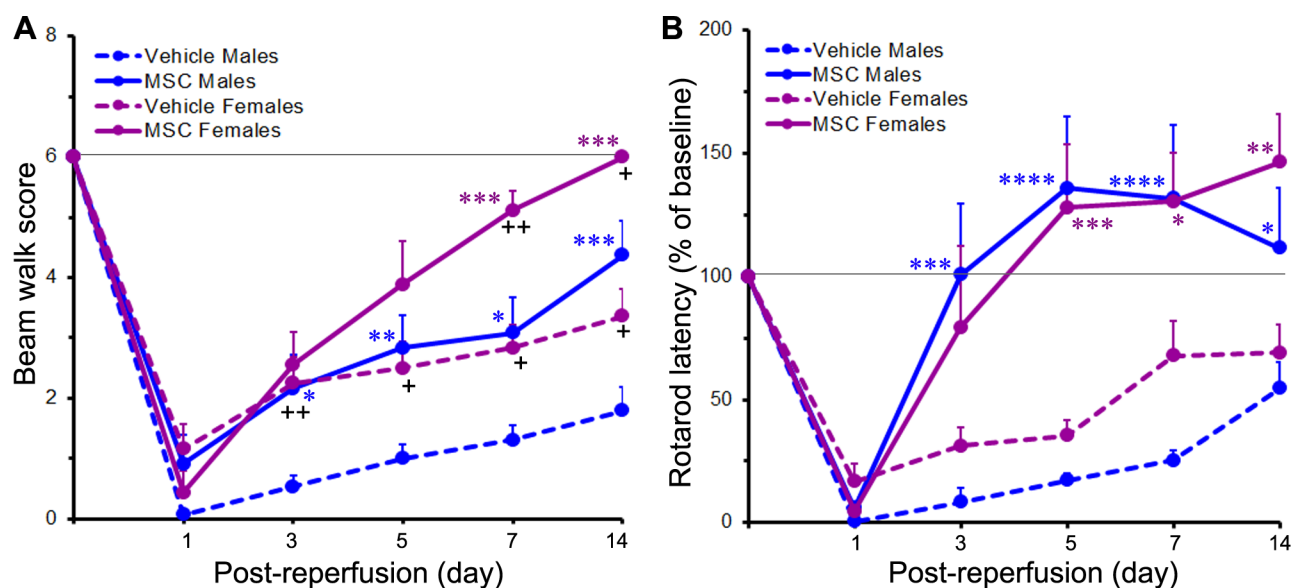 A
Beam walk score
8
6
4
2
0
Vehicle Males
MSC Males
Vehicle Females
MSC Females
***
+
***
++
***
**
*
+
+
+
*
++
1
3
5
7
14
Post-reperfusion (day)
B
Rotarod latency (% of baseline)
200
150
100
50
0
Vehicle Males
MSC Males
Vehicle Females
MSC Females
**
****
****
***
***
*
*
1
3
5
7
14
Post-reperfusion (day)